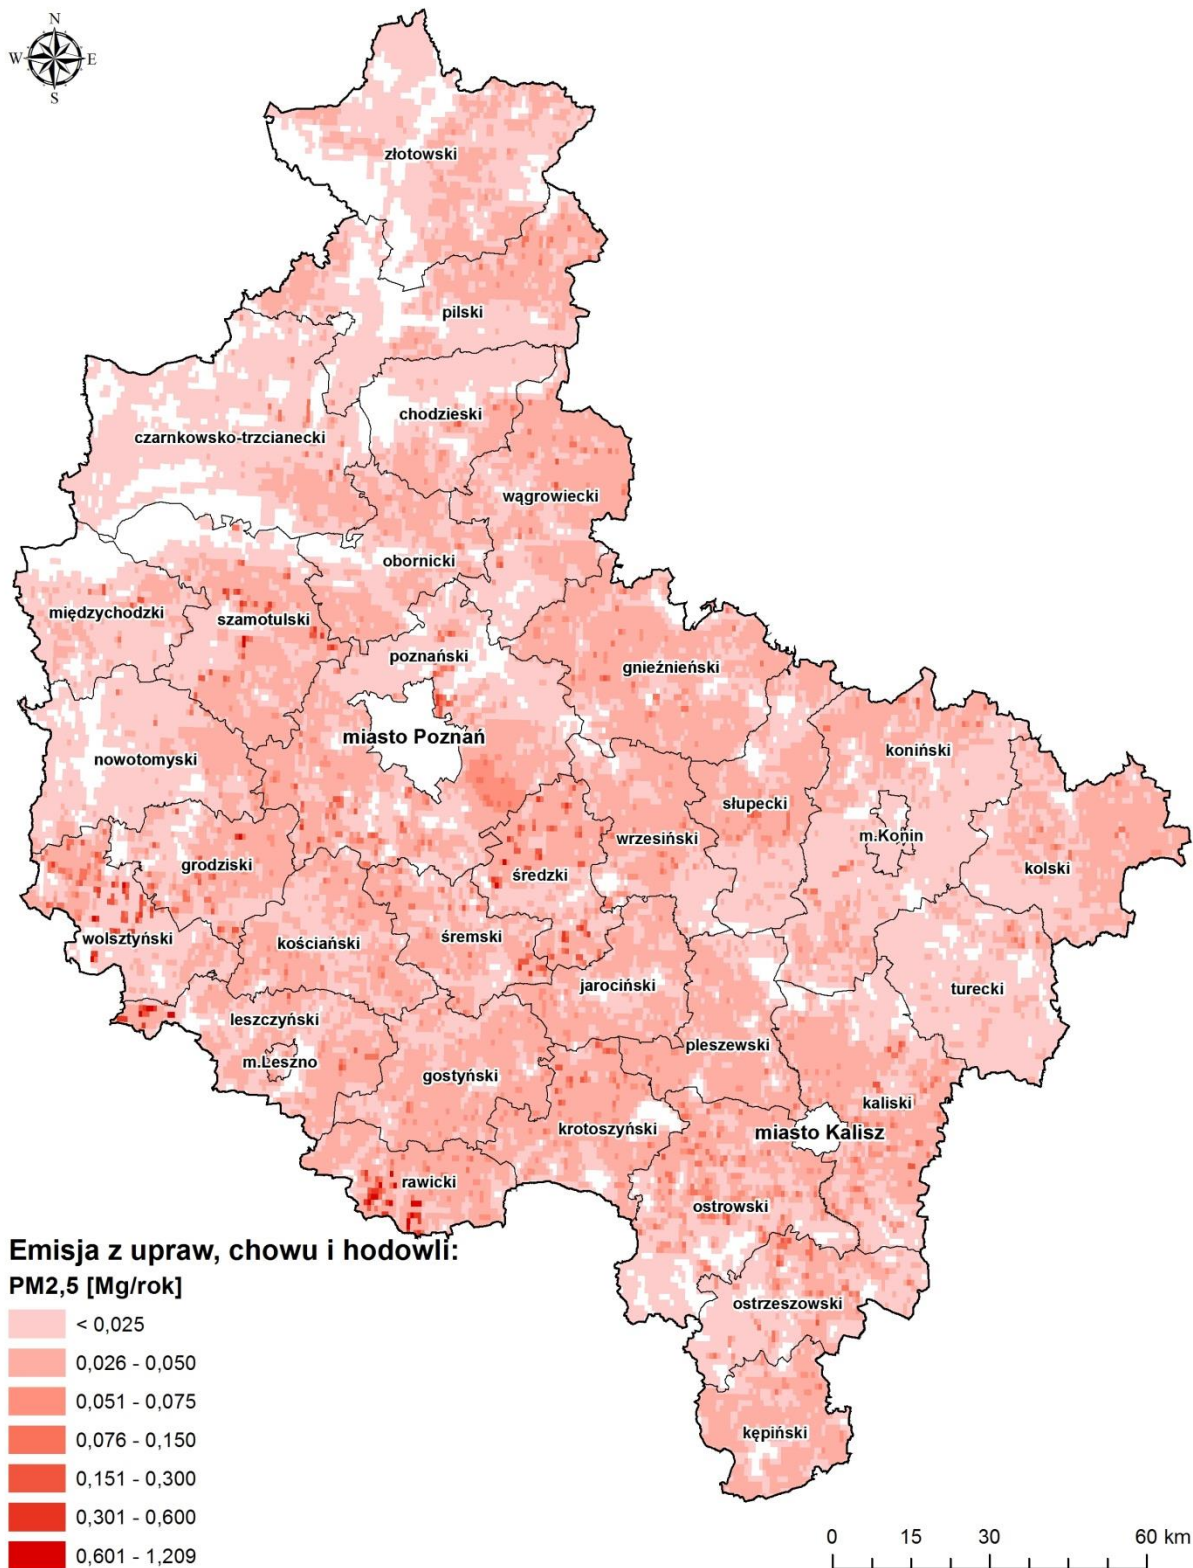 N
W E
S
złotowski
pilski
chodzieski
czarnkowsko-trzcianecki
wągrowiecki
obornicki
międzychodzki
szamotulski
poznański
gnieźnieński
miasto Poznań
nowotomyski
koniński
słupecki
m.Konin
wrzesiński
grodziski
średzki
kolski
wolsztyński
kościański
śremski
jarociński
turecki
leszczyński
pleszewski
m.Leszno
gostyński
kaliski
krotoszyński
miasto Kalisz
rawicki
ostrowski
Emisja z upraw, chowu i hodowli:
PM2,5 [Mg/rok]
ostrzeszowski
< 0,025
0,026 - 0,050
0,051 - 0,075
kępiński
0,076 - 0,150
0,151 - 0,300
0,301 - 0,600
0,601 - 1,209
0 15 30 60 km